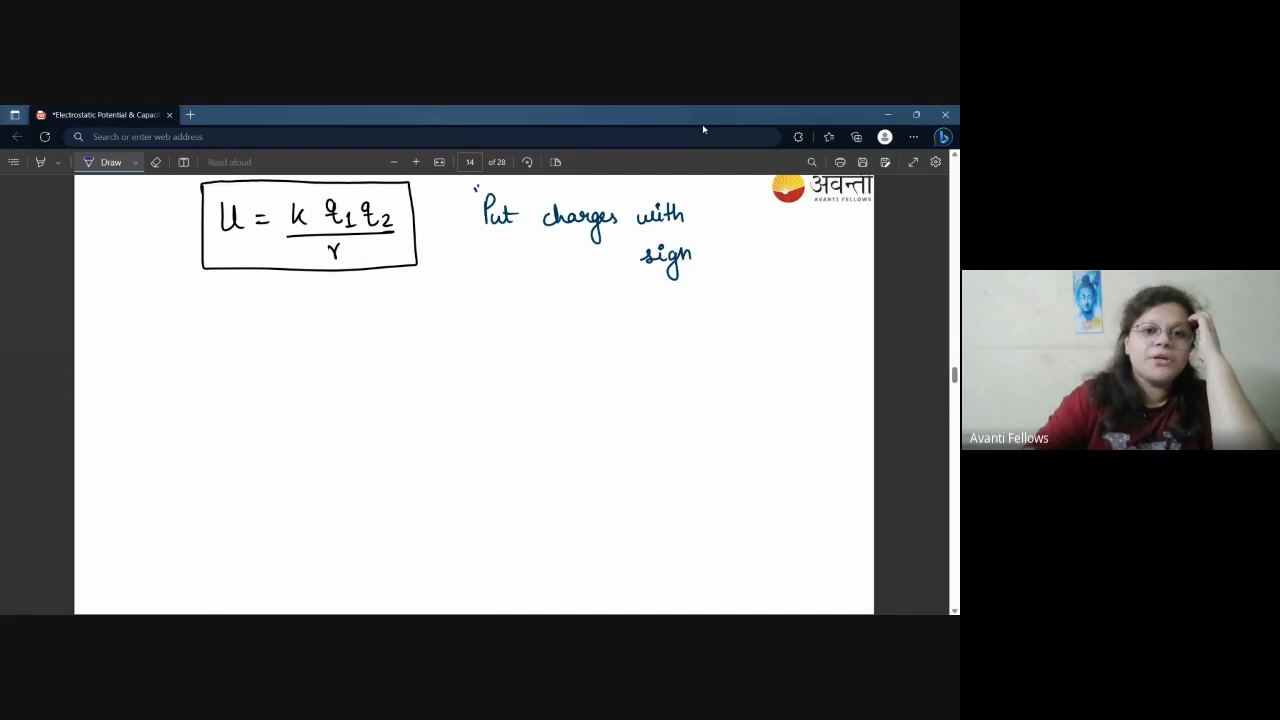 *Electrostatic Potential & Capaci
Search or enter web address
Draw
Read aloud
14 of 28
अवन्ती
AVANTI FELLOWS
U = k q1q2
r
"Put charges with
sign
Avanti Fellows